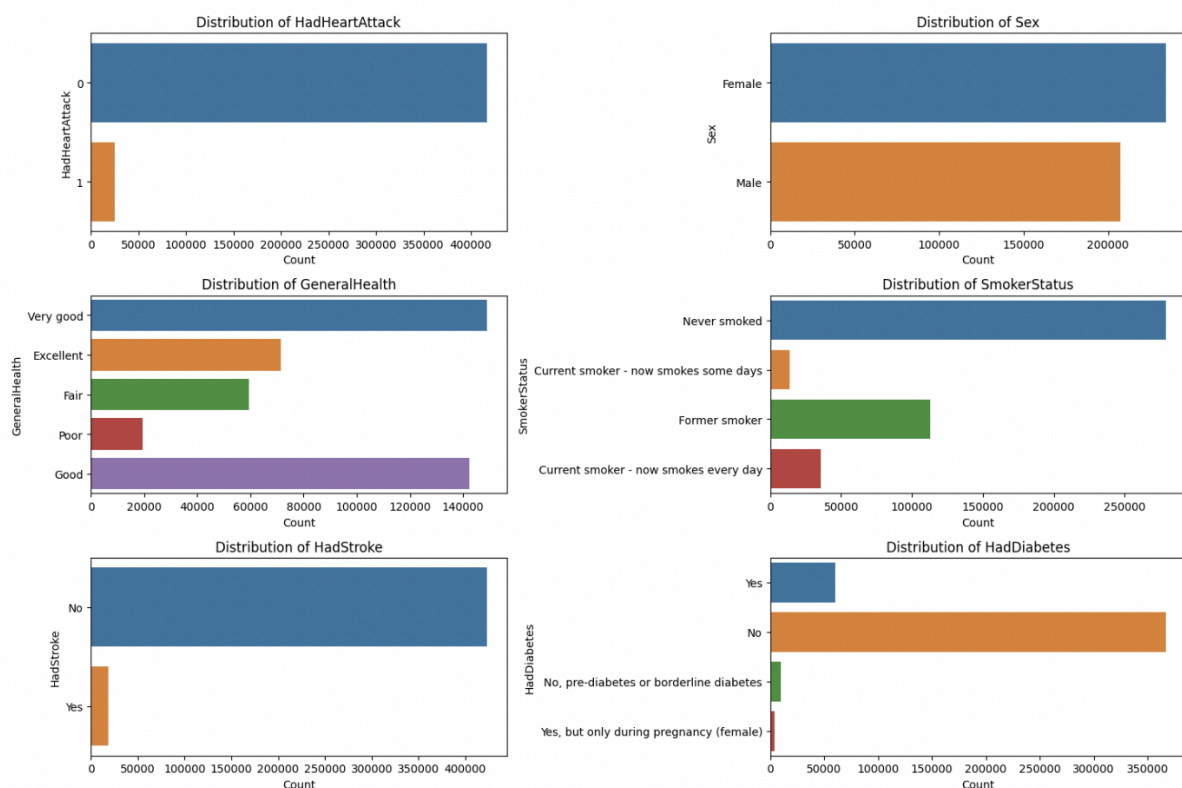 Distribution of HadHeartAttack
HadHeartAttack
0
1
0 50000 100000 150000 200000 250000 300000 350000 400000
Count
Distribution of Sex
Sex
Female
Male
0 50000 100000 150000 200000
Count
Distribution of GeneralHealth
GeneralHealth
Very good
Excellent
Fair
Poor
Good
0 20000 40000 60000 80000 100000 120000 140000
Count
Distribution of SmokerStatus
SmokerStatus
Never smoked
Current smoker - now smokes some days
Former smoker
Current smoker - now smokes every day
0 50000 100000 150000 200000 250000
Count
Distribution of HadStroke
HadStroke
No
Yes
0 50000 100000 150000 200000 250000 300000 350000 400000
Count
Distribution of HadDiabetes
HadDiabetes
Yes
No
No, pre-diabetes or borderline diabetes
Yes, but only during pregnancy (female)
0 50000 100000 150000 200000 250000 300000 350000
Count